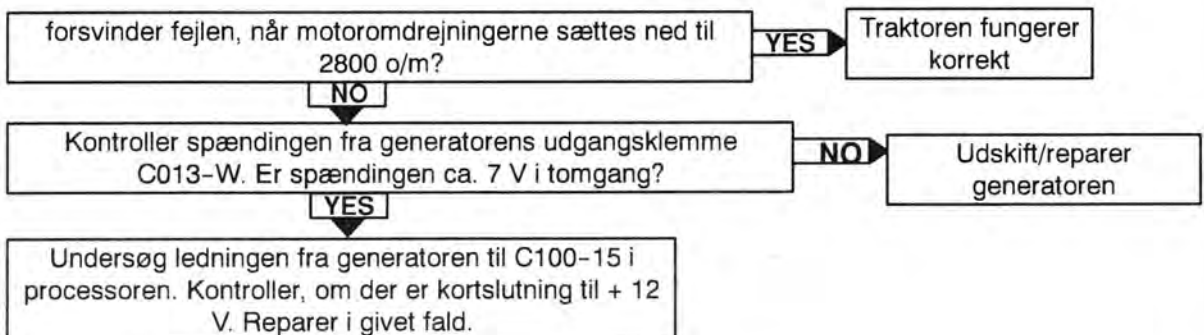 forsvinder fejlen, når motoromdrejningerne sættes ned til
2800 o/m?
YES
Traktoren fungerer
korrekt
NO
Kontroller spændingen fra generatorens udgangsklemme
C013-W. Er spændingen ca. 7 V i tomgang?
NO
Udskift/reparer
generatoren
YES
Undersøg ledningen fra generatoren til C100-15 i
processoren. Kontroller, om der er kortslutning til + 12
V. Reparer i givet fald.